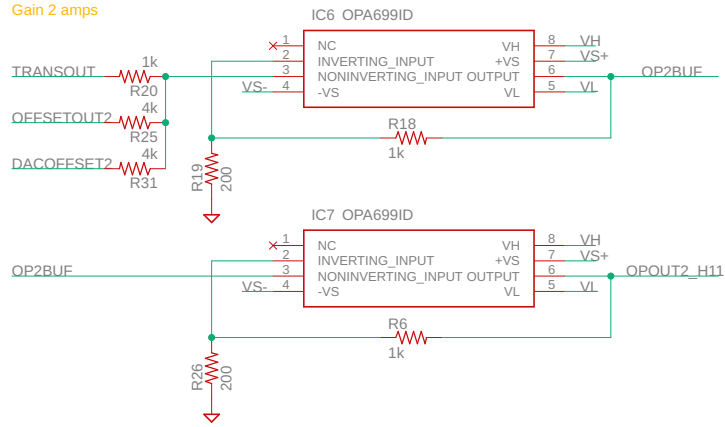 Gain 2 amps
IC6 OPA699ID
1 NC VH 8 VH
2 INVERTING_INPUT +VS 7 VS+
TRANSOUT 1k R20 3 NONINVERTING_INPUT OUTPUT 6 OP2BUF
VS- 4 -VS VL 5 VL
OFFSETOUT2 4k R25
R18
1k
DACOFFSET2 4k R31
R19 200
IC7 OPA699ID
1 NC VH 8 VH
2 INVERTING_INPUT +VS 7 VS+
OP2BUF 3 NONINVERTING_INPUT OUTPUT 6 OPOUT2_H11
VS- 4 -VS VL 5 VL
R6
1k
R26 200